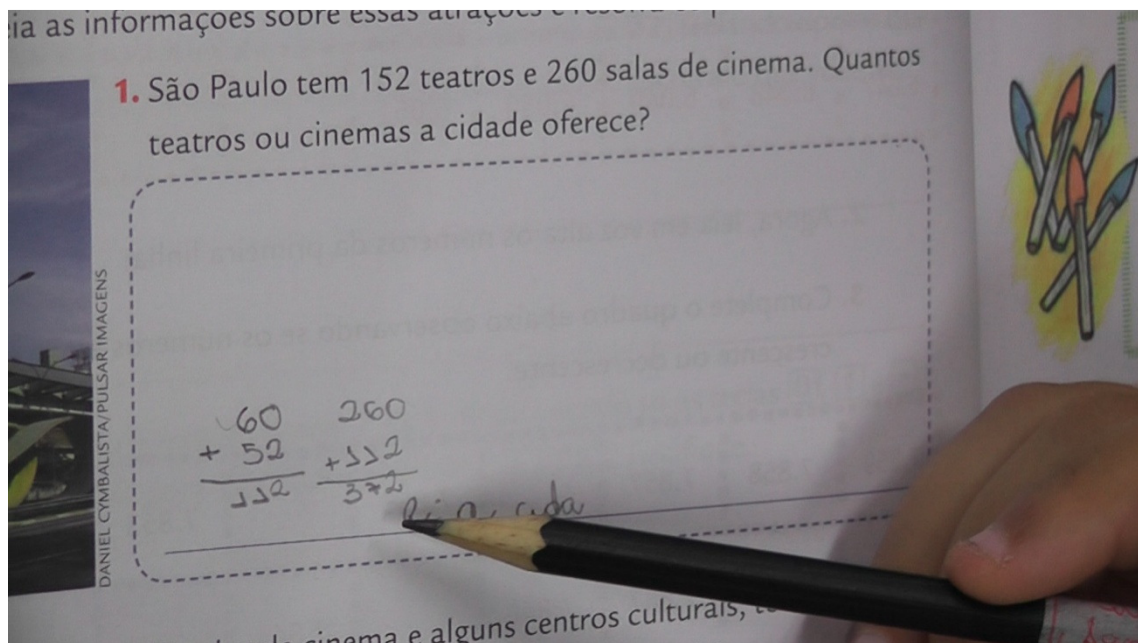 ia as informações sobre essas atrações e
1. São Paulo tem 152 teatros e 260 salas de cinema. Quantos
teatros ou cinemas a cidade oferece?
DANIEL CYMBALISTA/PULSAR IMAGENS
60 260
+ 52 +112
112 372
R: a cida
cinema e alguns centros culturais,